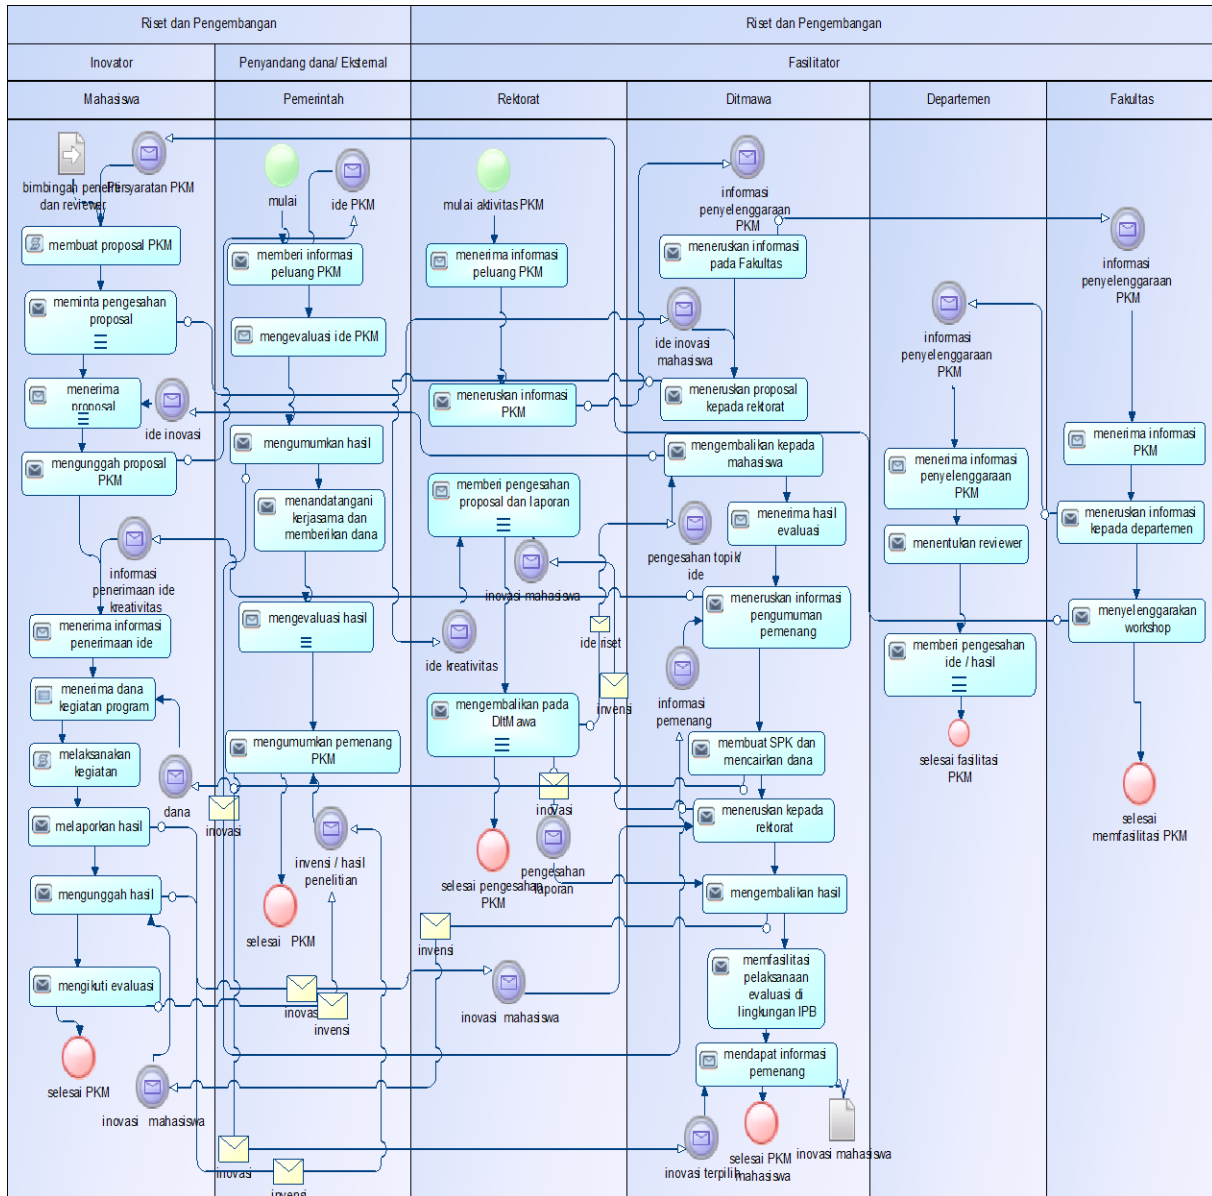 Riset dan Pengembangan
Riset dan Pengembangan
Inovator
Penyandang dana/ Eksternal
Fasilitator
Mahasiswa
Pemerintah
Rektorat
Ditmawa
Departemen
Fakultas
bimbingan peneliti
dan reviewer
Persyaratan PKM
membuat proposal PKM
meminta pengesahan
proposal
menerima
proposal
ide inovasi
mengunggah proposal
PKM
informasi
penerimaan ide
kreativitas
menerima informasi
penerimaan ide
menerima dana
kegiatan program
melaksanakan
kegiatan
dana
melaporkan hasil
mengunggah hasil
mengikuti evaluasi
selesai PKM
inovasi mahasiswa
mulai
ide PKM
memberi informasi
peluang PKM
mengevaluasi ide PKM
mengumumkan hasil
menandatangani
kerjasama dan
memberikan dana
mengevaluasi hasil
mengumumkan pemenang
PKM
inovasi
invensi / hasil
penelitian
selesai PKM
inovasi
invensi
inovasi
invensi
mulai aktivitas PKM
menerima informasi
peluang PKM
meneruskan informasi
PKM
memberi pengesahan
proposal dan laporan
inovasi mahasiswa
ide riset
ide kreativitas
invensi
mengembalikan pada
DItMawa
inovasi
selesai pengesahan
PKM
pengesahan
laporan
invensi
inovasi mahasiswa
informasi
penyelenggaraan
PKM
meneruskan informasi
pada Fakultas
ide inovasi
mahasiswa
meneruskan proposal
kepada rektorat
mengembalikan kepada
mahasiswa
menerima hasil
evaluasi
pengesahan topik/
ide
meneruskan informasi
pengumuman
pemenang
informasi
pemenang
membuat SPK dan
mencairkan dana
meneruskan kepada
rektorat
mengembalikan hasil
memfasilitasi
pelaksanaan
evaluasi di
lingkungan IPB
mendapat informasi
pemenang
inovasi terpilih
selesai PKM
mahasiswa
inovasi mahasiswa
informasi
penyelenggaraan
PKM
menerima informasi
penyelenggaraan
PKM
menentukan reviewer
memberi pengesahan
ide / hasil
selesai fasilitasi
PKM
informasi
penyelenggaraan
PKM
menerima informasi
PKM
meneruskan informasi
kepada departemen
menyelenggarakan
workshop
selesai
memfasilitasi PKM